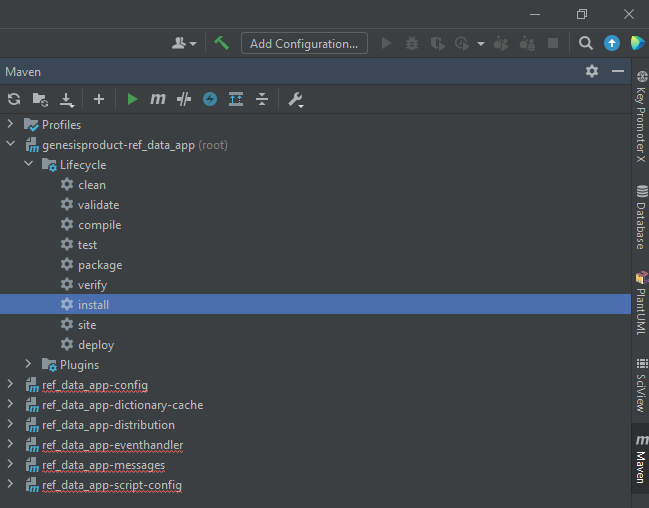 Add Configuration...
Maven
Profiles
genesisproduct-ref_data_app (root)
Lifecycle
clean
validate
compile
test
package
verify
install
site
deploy
Plugins
ref_data_app-config
ref_data_app-dictionary-cache
ref_data_app-distribution
ref_data_app-eventhandler
ref_data_app-messages
ref_data_app-script-config
Key Promoter X
Database
PlantUML
SciView
Maven